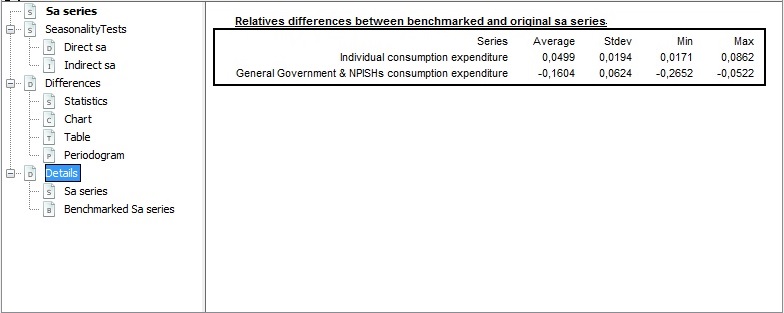 Sa series
SeasonalityTests
Direct sa
Indirect sa
Differences
Statistics
Chart
Table
Periodogram
Details
Sa series
Benchmarked Sa series
Relatives differences between benchmarked and original sa series.
Series Average Stdev Min Max
Individual consumption expenditure 0,0499 0,0194 0,0171 0,0862
General Government & NPISHs consumption expenditure -0,1604 0,0624 -0,2652 -0,0522